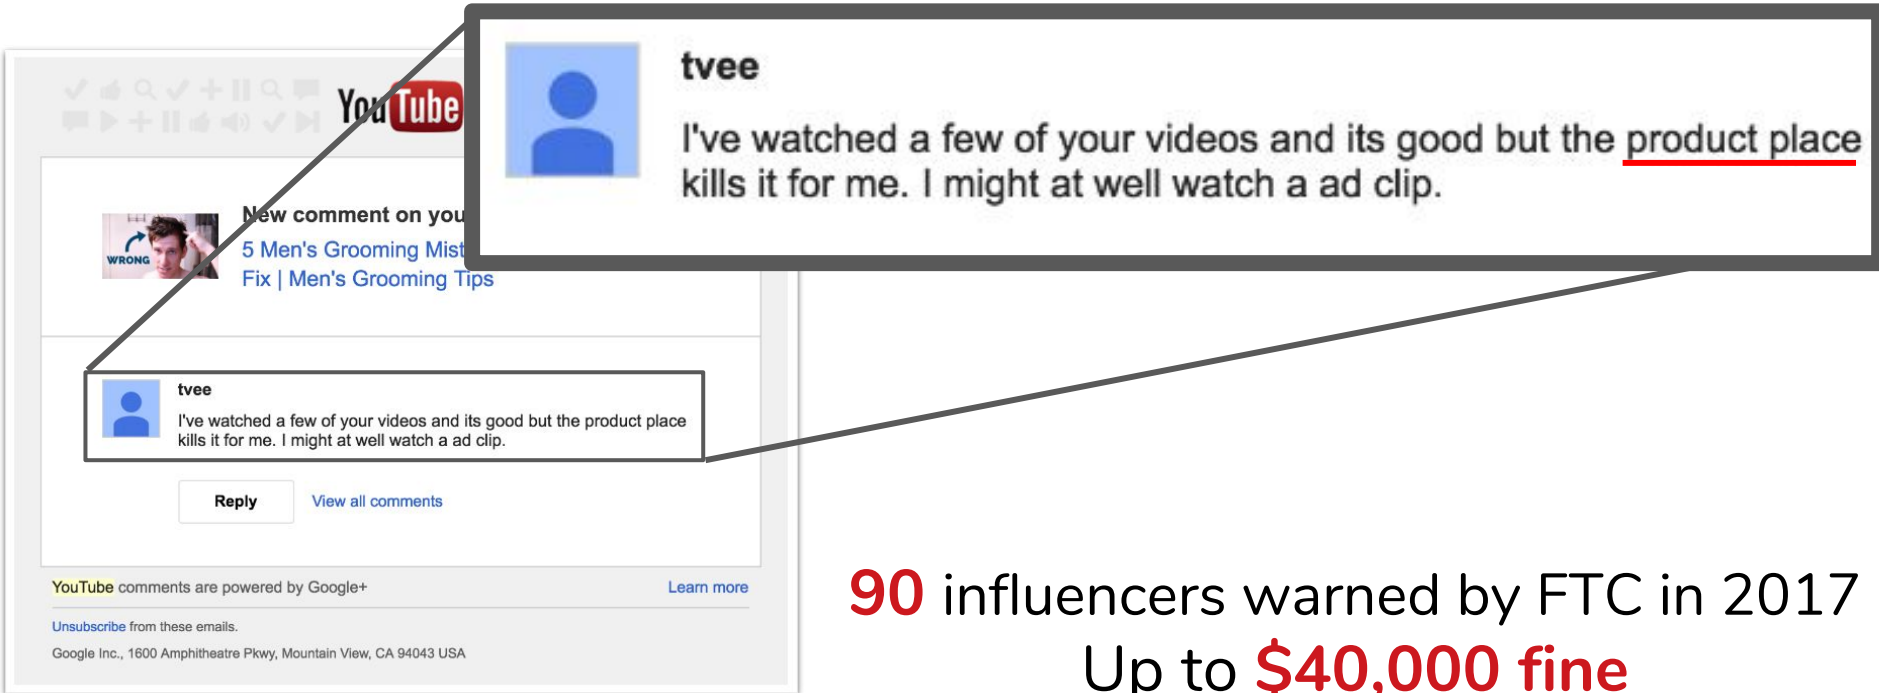 YouTube
New comment on you
5 Men's Grooming Mist
Fix | Men's Grooming Tips
WRONG
tvee
I've watched a few of your videos and its good but the product place
kills it for me. I might at well watch a ad clip.
Reply
View all comments
YouTube comments are powered by Google+
Learn more
Unsubscribe from these emails.
Google Inc., 1600 Amphitheatre Pkwy, Mountain View, CA 94043 USA
tvee
I've watched a few of your videos and its good but the product place
kills it for me. I might at well watch a ad clip.
90 influencers warned by FTC in 2017
Up to $40,000 fine